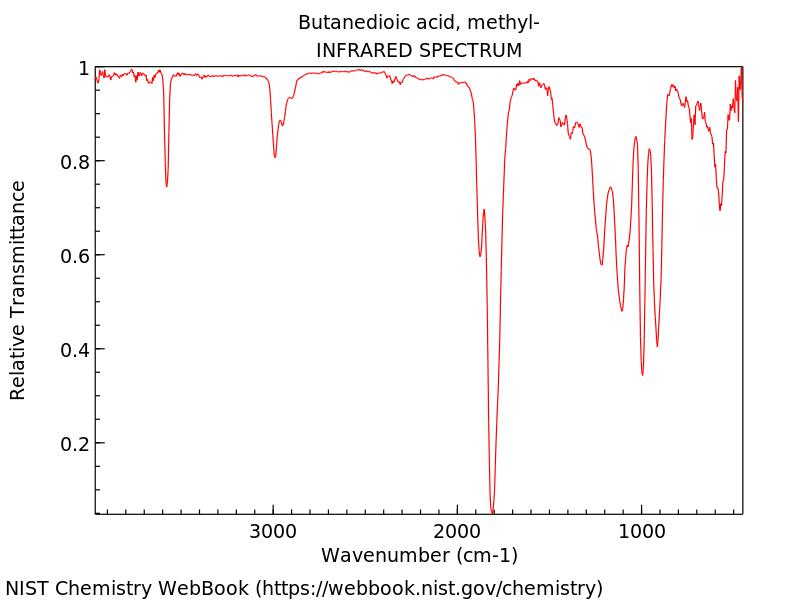 Butanedioic acid, methyl-
INFRARED SPECTRUM
1
0.8
0.6
0.4
0.2
Relative Transmittance
3000 2000 1000
Wavenumber (cm-1)
NIST Chemistry WebBook (https://webbook.nist.gov/chemistry)